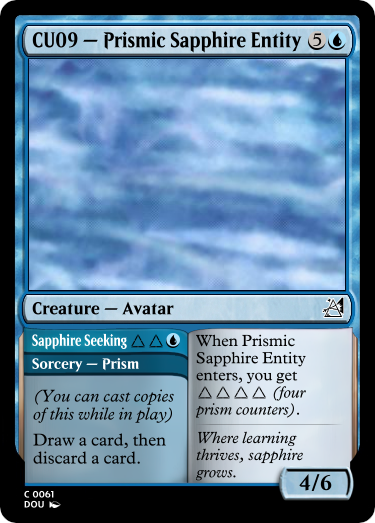 CU09 — Prismic Sapphire Entity 5
Creature — Avatar
Sapphire Seeking △ △
Sorcery — Prism
(You can cast copies
of this while in play)
Draw a card, then
discard a card.
When Prismic
Sapphire Entity
enters, you get
△ △ △ △ (four
prism counters).
Where learning
thrives, sapphire
grows.
4/6
C 0061
DOU